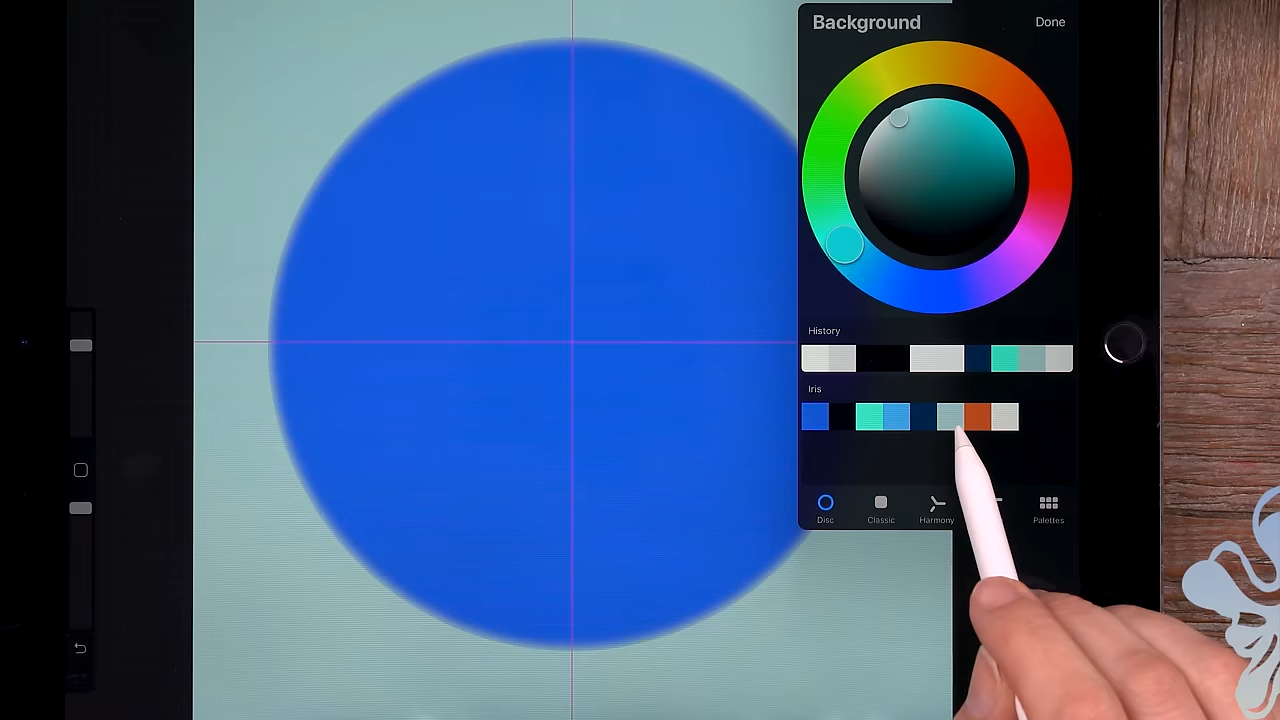 Background
Done
History
Iris
Disc
Classic
Harmony
Palettes